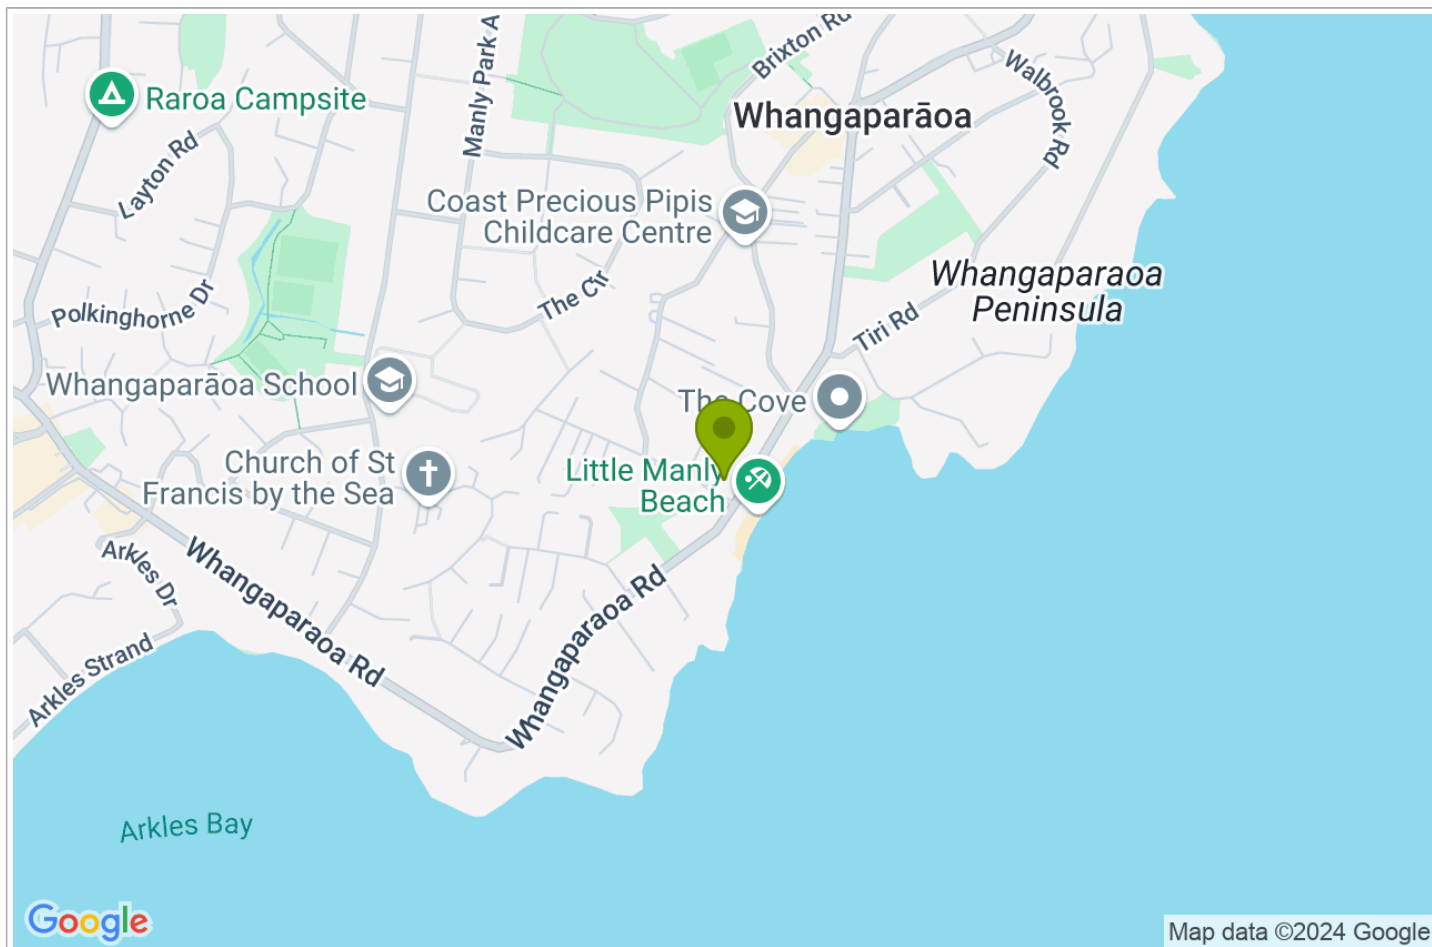 Brixton Rd
Manly Park A
Walbrook Rd
Raroa Campsite
Whangaparāoa
Layton Rd
Coast Precious Pipis
Childcare Centre
Whangaparaoa
Peninsula
The Cir
Polkinghorne Dr
Tiri Rd
Whangaparāoa School
The Cove
Church of St
Francis by the Sea
Little Manly
Beach
Arkles Dr
Whangaparaoa Rd
Whangaparaoa Rd
Arkles Strand
Arkles Bay
Google
Map data ©2024 Google